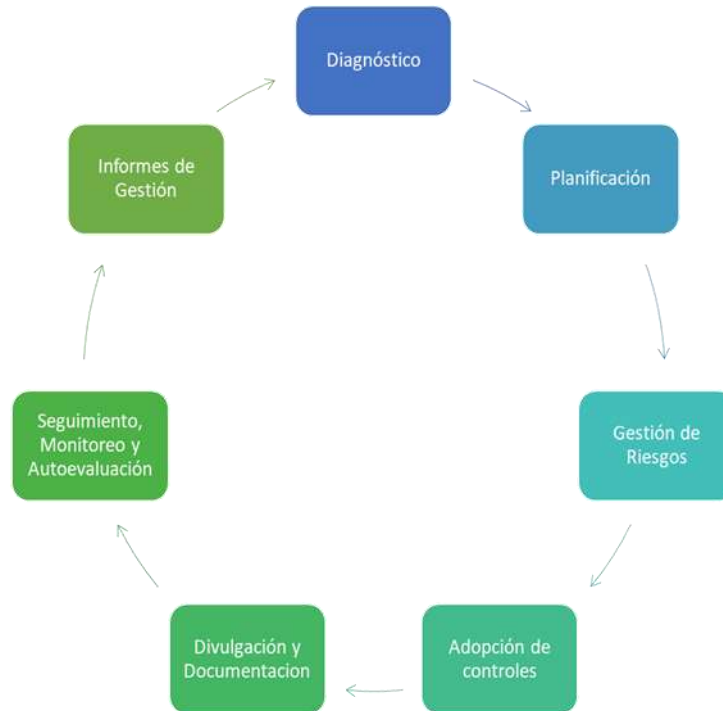 Diagnóstico
Planificación
Gestión de
Riesgos
Adopción de
controles
Divulgación y
Documentacion
Seguimiento,
Monitoreo y
Autoevaluación
Informes de
Gestión